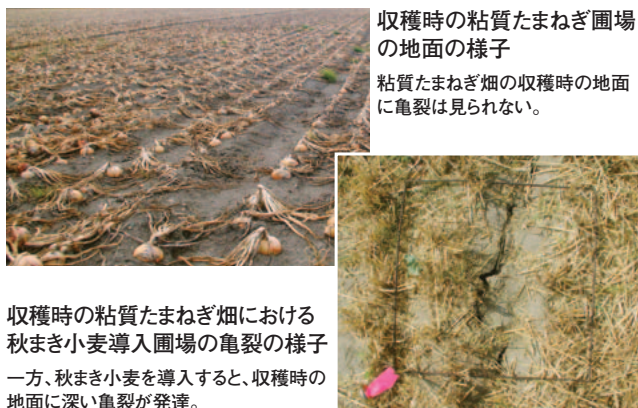 収穫時の粘質たまねぎ圃場
の地面の様子
粘質たまねぎ畑の収穫時の地面
に亀裂は見られない。
収穫時の粘質たまねぎ畑における
秋まき小麦導入圃場の亀裂の様子
一方、秋まき小麦を導入すると、収穫時の
地面に深い亀裂が発達。